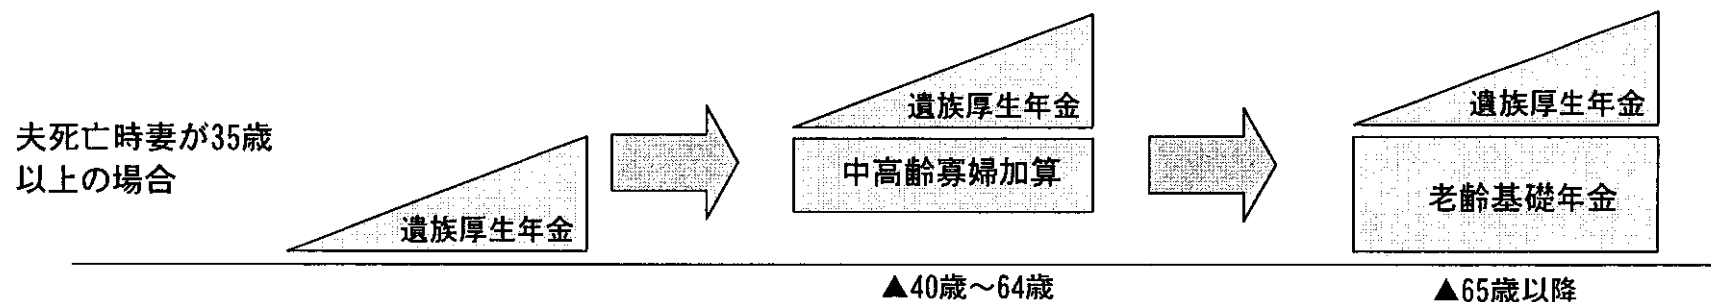 夫死亡時妻が35歳
以上の場合
遺族厚生年金
遺族厚生年金
中高齢寡婦加算
▲40歳～64歳
遺族厚生年金
老齢基礎年金
▲65歳以降